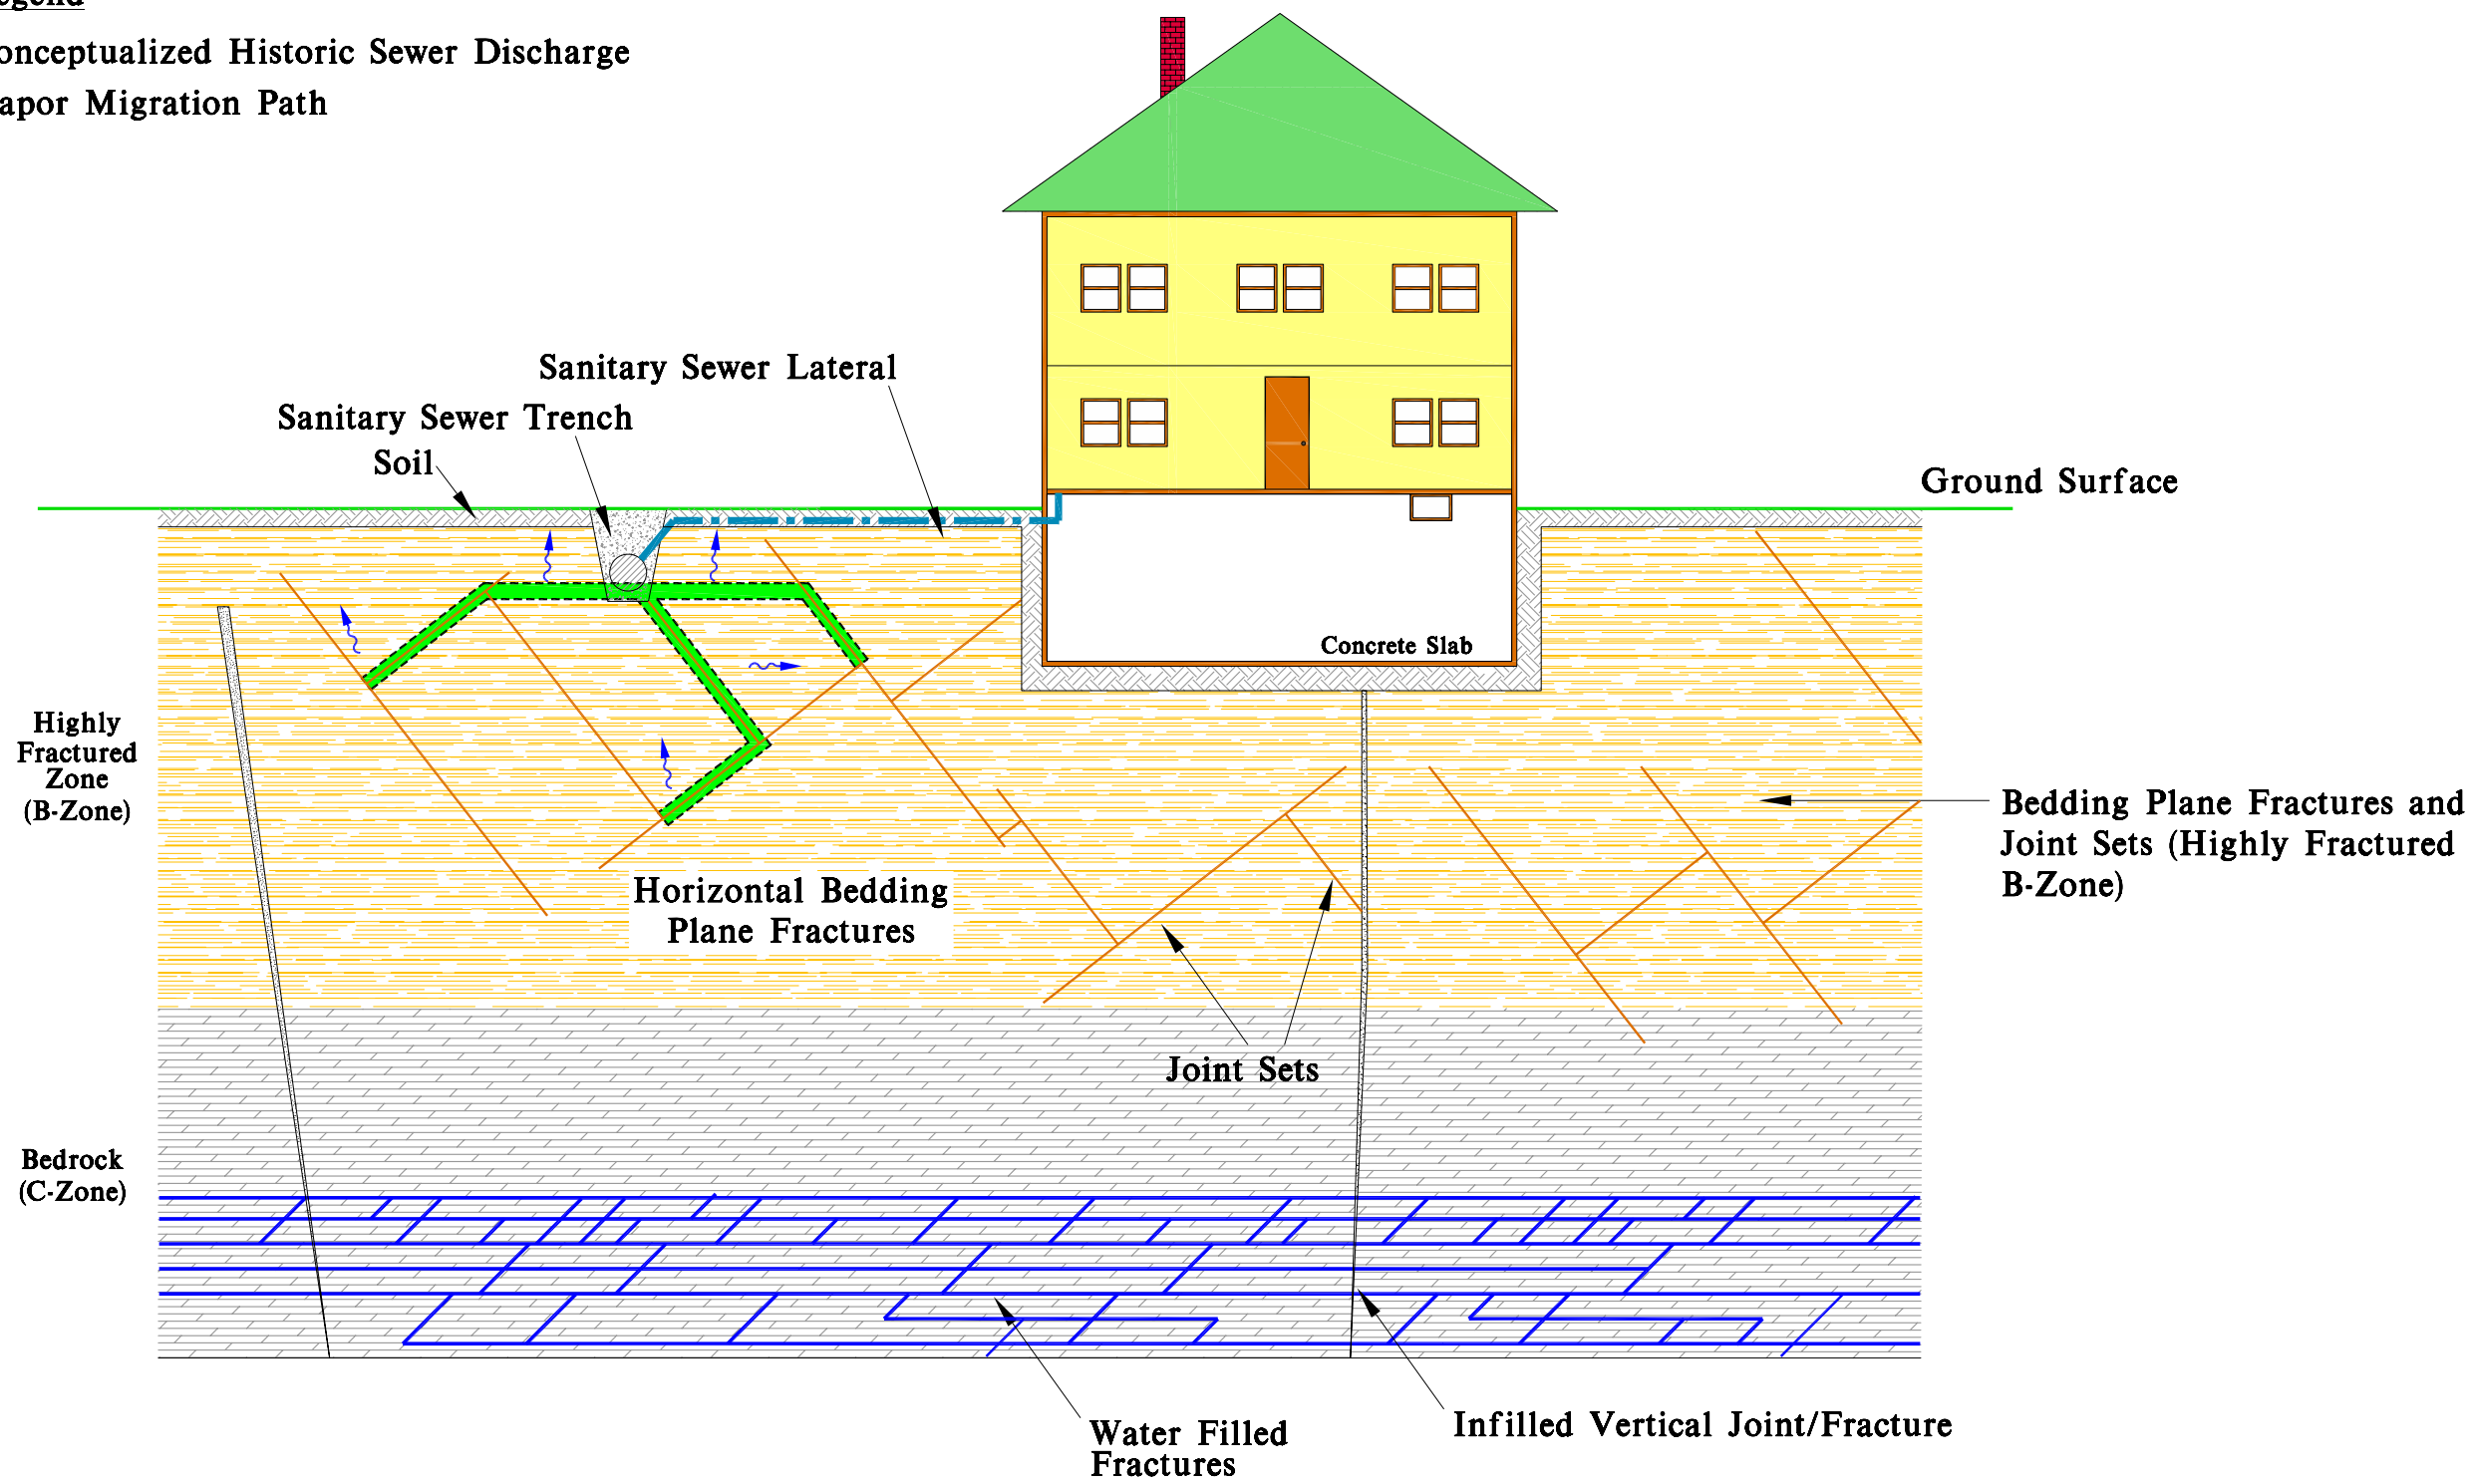 egend
onceptualized Historic Sewer Discharge
apor Migration Path
Sanitary Sewer Lateral
Sanitary Sewer Trench
Soil
Ground Surface
Concrete Slab
Highly
Fractured
Zone
(B-Zone)
Bedding Plane Fractures and
Joint Sets (Highly Fractured
B-Zone)
Horizontal Bedding
Plane Fractures
Joint Sets
Bedrock
(C-Zone)
Water Filled
Fractures
Infilled Vertical Joint/Fracture